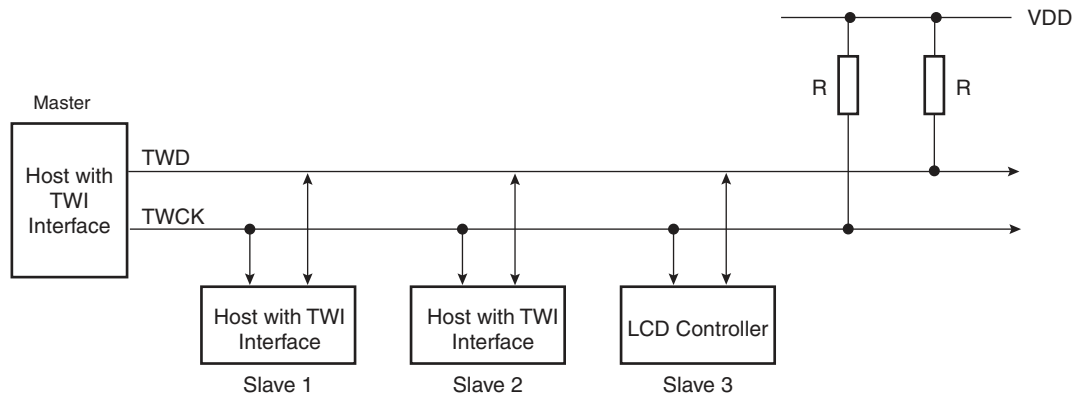 VDD
R
R
Master
Host with
TWI
Interface
TWD
TWCK
Host with TWI
Interface
Slave 1
Host with TWI
Interface
Slave 2
LCD Controller
Slave 3